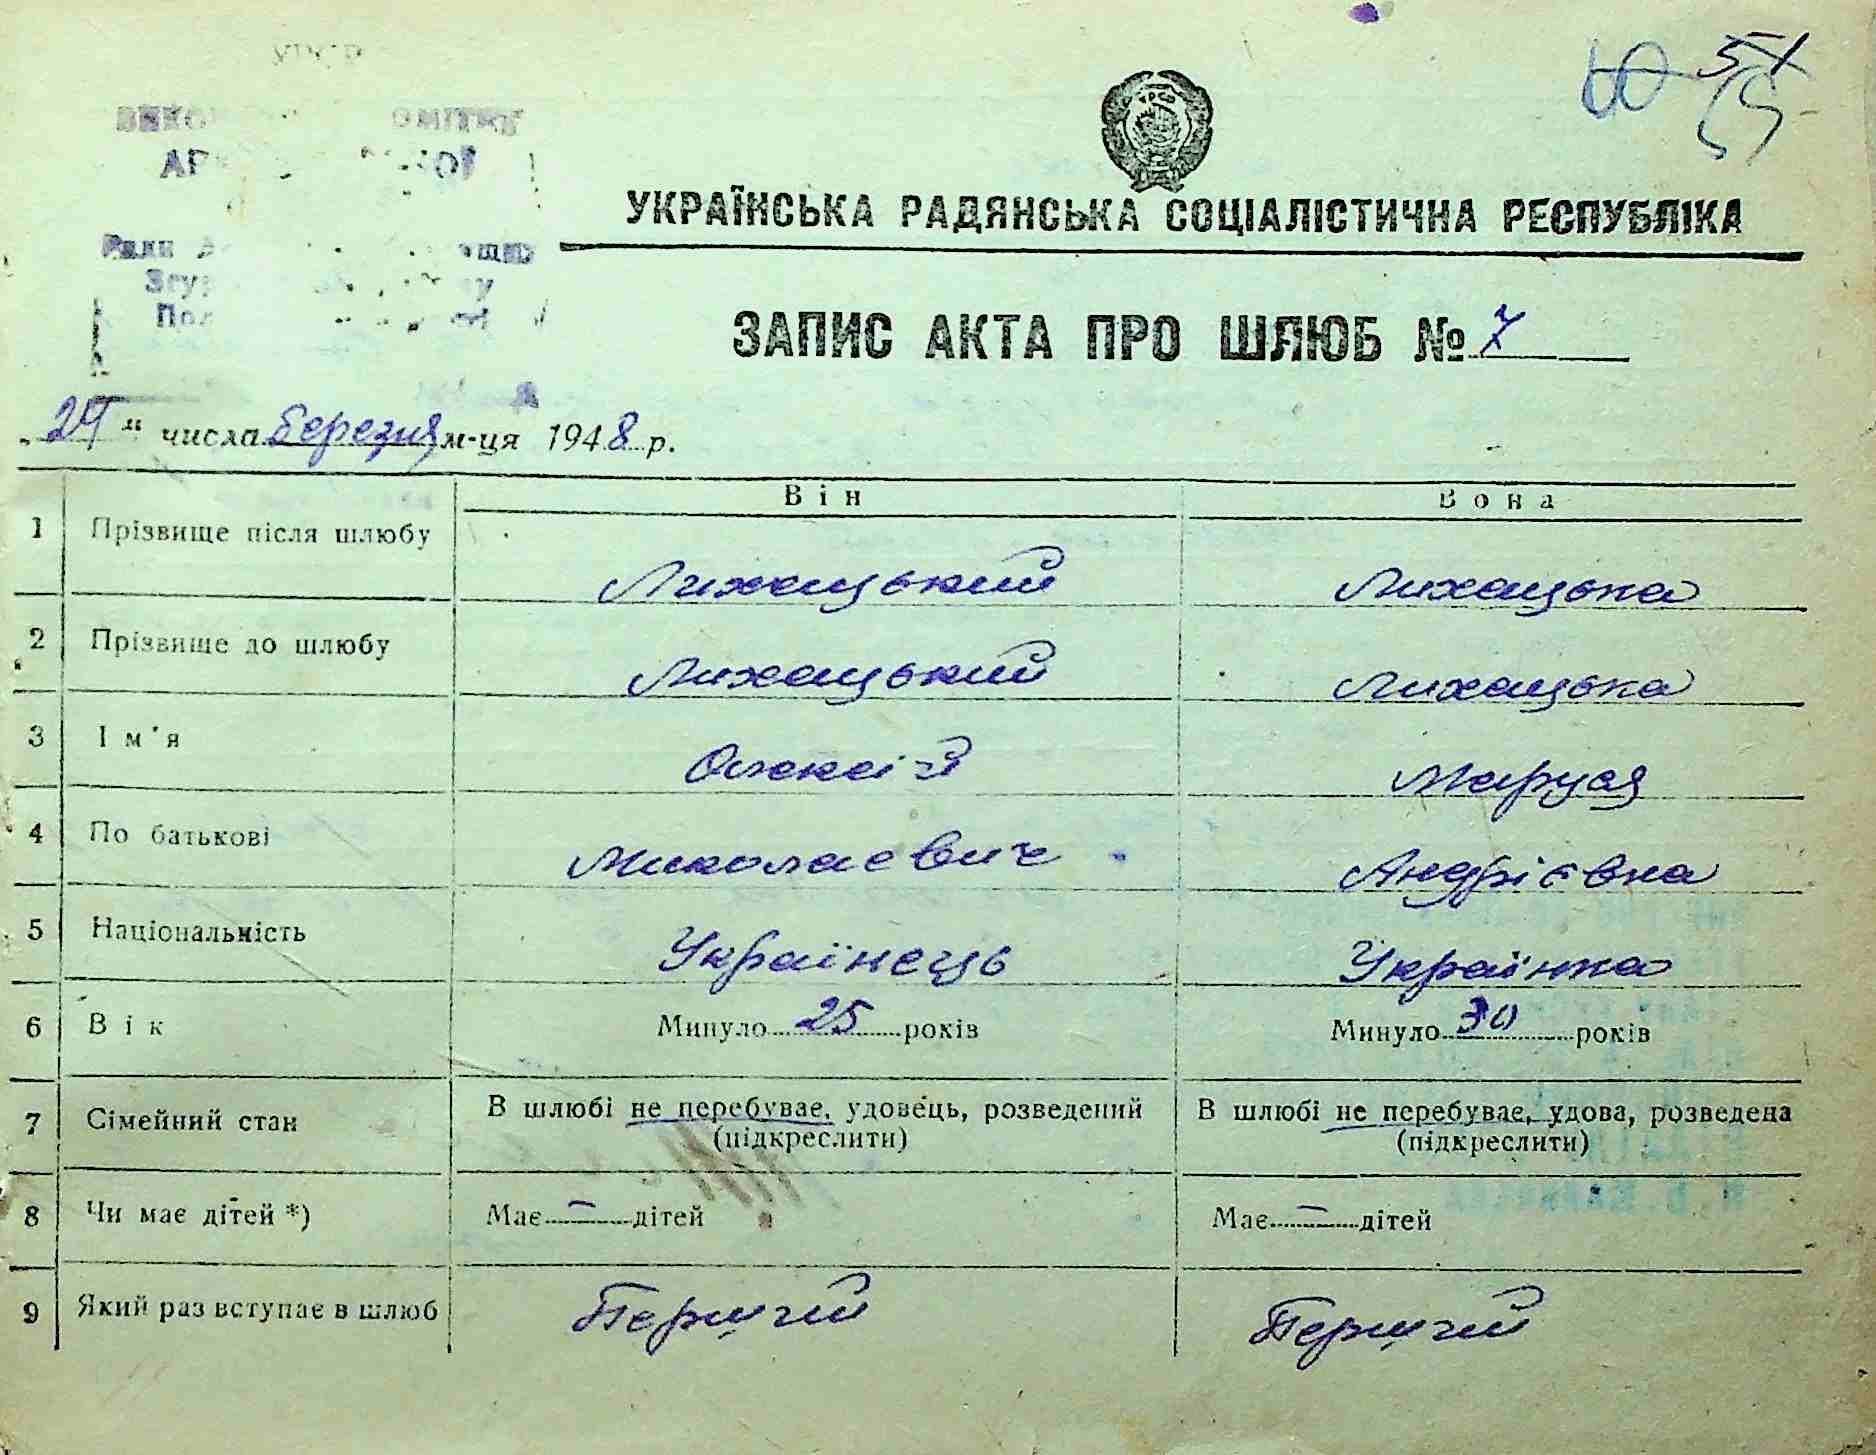 УРСР
51
УКРАЇНСЬКА РАДЯНСЬКА СОЦІАЛІСТИЧНА РЕСПУБЛІКА
ЗАПИС АКТА ПРО ШЛЮБ № 7
„24" числа березня м-ця 1948 р.
Він Вона
1 Прізвище після шлюбу Лихацький Лихацька
2 Прізвище до шлюбу Лихацький Лихацька
3 Ім'я Олексій Маруся
4 По батькові Миколаєвич Андрієвна
5 Національність Українець Українка
6 Вік Минуло 25 років Минуло 30 років
7 Сімейний стан В шлюбі не перебуває, удовець, розведений В шлюбі не перебуває, удова, розведена
(підкреслити) (підкреслити)
8 Чи має дітей *) Має – дітей Має – дітей
9 Який раз вступає в шлюб Перший Перший